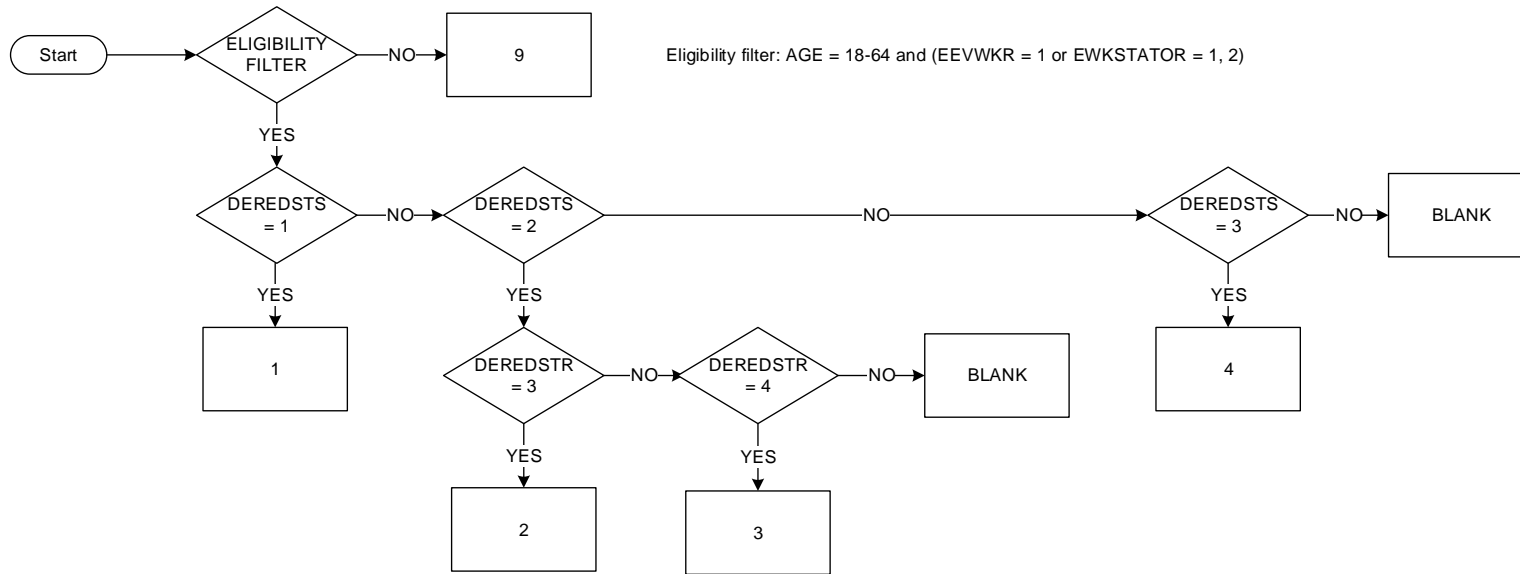 Start
ELIGIBILITY
FILTER
NO
9
Eligibility filter: AGE = 18-64 and (EEVWKR = 1 or EWKSTATOR = 1, 2)
YES
DEREDSTS
= 1
NO
DEREDSTS
= 2
NO
DEREDSTS
= 3
NO
BLANK
YES
YES
YES
1
DEREDSTR
= 3
NO
DEREDSTR
= 4
NO
BLANK
4
YES
YES
2
3